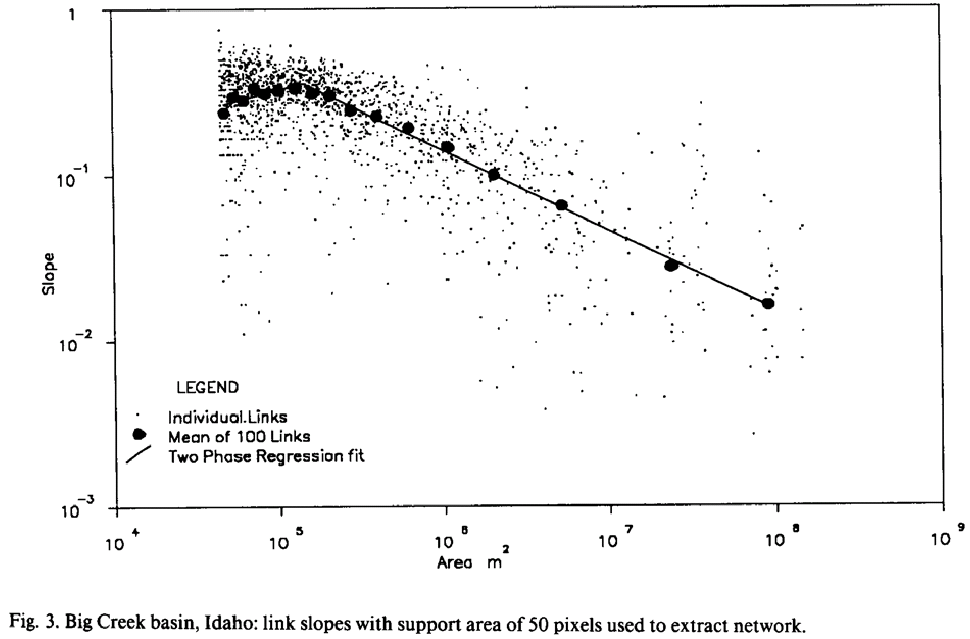 1
10⁻¹
Slope
10⁻²
LEGEND
Individual.Links
Mean of 100 Links
Two Phase Regression fit
10⁻³
10⁴ 10⁵ 10⁶ 10⁷ 10⁸ 10⁹
Area m²
Fig. 3. Big Creek basin, Idaho: link slopes with support area of 50 pixels used to extract network.